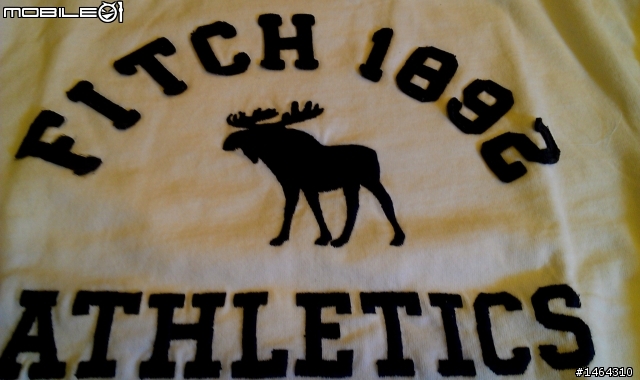 MOBILE01
FITCH 1892
ATHLETICS
#1464310